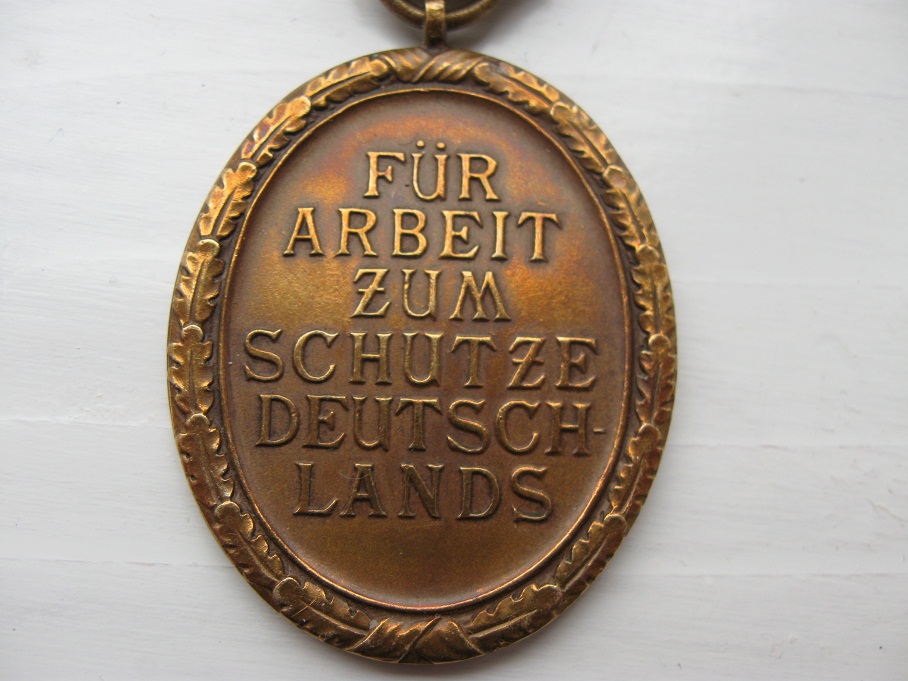 FÜR
ARBEIT
ZUM
SCHUTZE
DEUTSCH-
LANDS